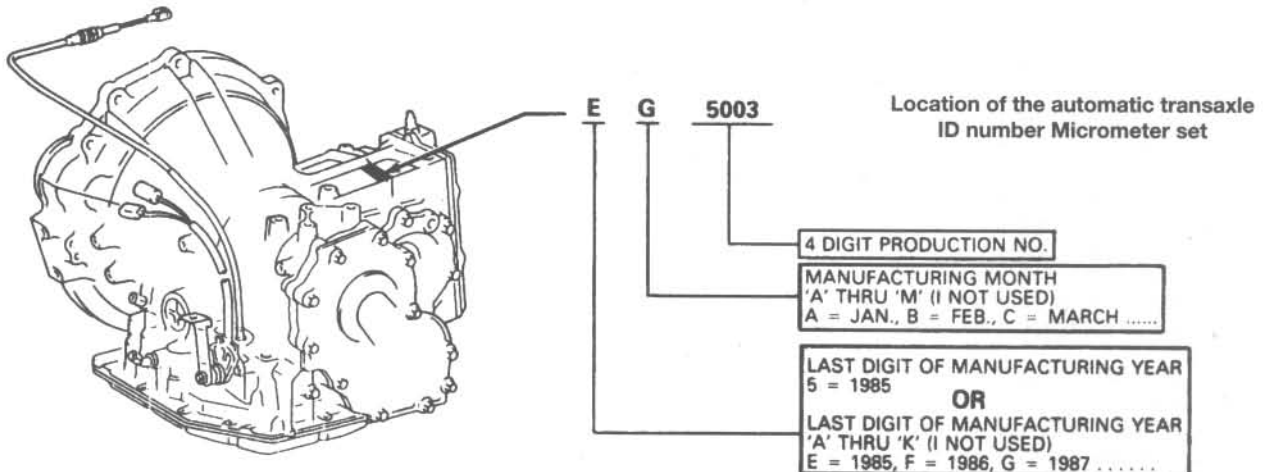 E G 5003
Location of the automatic transaxle
ID number Micrometer set
4 DIGIT PRODUCTION NO.
MANUFACTURING MONTH
'A' THRU 'M' (I NOT USED)
A = JAN., B = FEB., C = MARCH ......
LAST DIGIT OF MANUFACTURING YEAR
5 = 1985
OR
LAST DIGIT OF MANUFACTURING YEAR
'A' THRU 'K' (I NOT USED)
E = 1985, F = 1986, G = 1987 ......